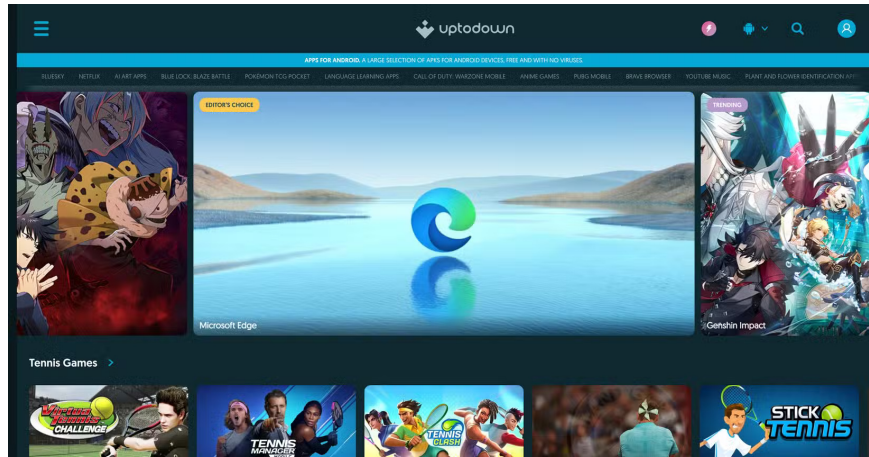 uptodown
APPS FOR ANDROID. A LARGE SELECTION OF APKS FOR ANDROID DEVICES, FREE AND WITH NO VIRUSES.
BLUESKY NETFLIX AI ART APPS BLUE LOCK: BLAZE BATTLE POKÉMON TCG POCKET LANGUAGE LEARNING APPS CALL OF DUTY: WARZONE MOBILE ANIME GAMES PUBG MOBILE BRAVE BROWSER YOUTUBE MUSIC PLANT AND FLOWER IDENTIFICATION
EDITOR'S CHOICE
TRENDING
Microsoft Edge
Genshin Impact
Tennis Games
Virtua
Tennis
CHALLENGE
TENNIS
MANAGER
MOBILE
TENNIS
CLASH
STICK
TENNIS